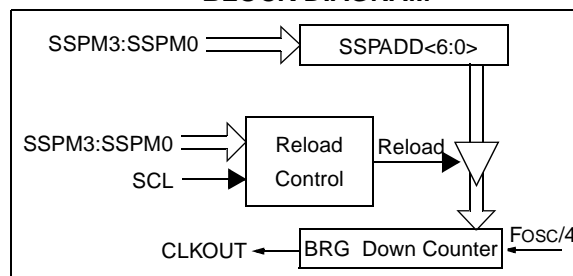 BLOCK DIAGRAM
SSPM3:SSPM0
SSPADD<6:0>
SSPM3:SSPM0
SCL
Reload
Control
Reload
CLKOUT
BRG Down Counter
FOSC/4